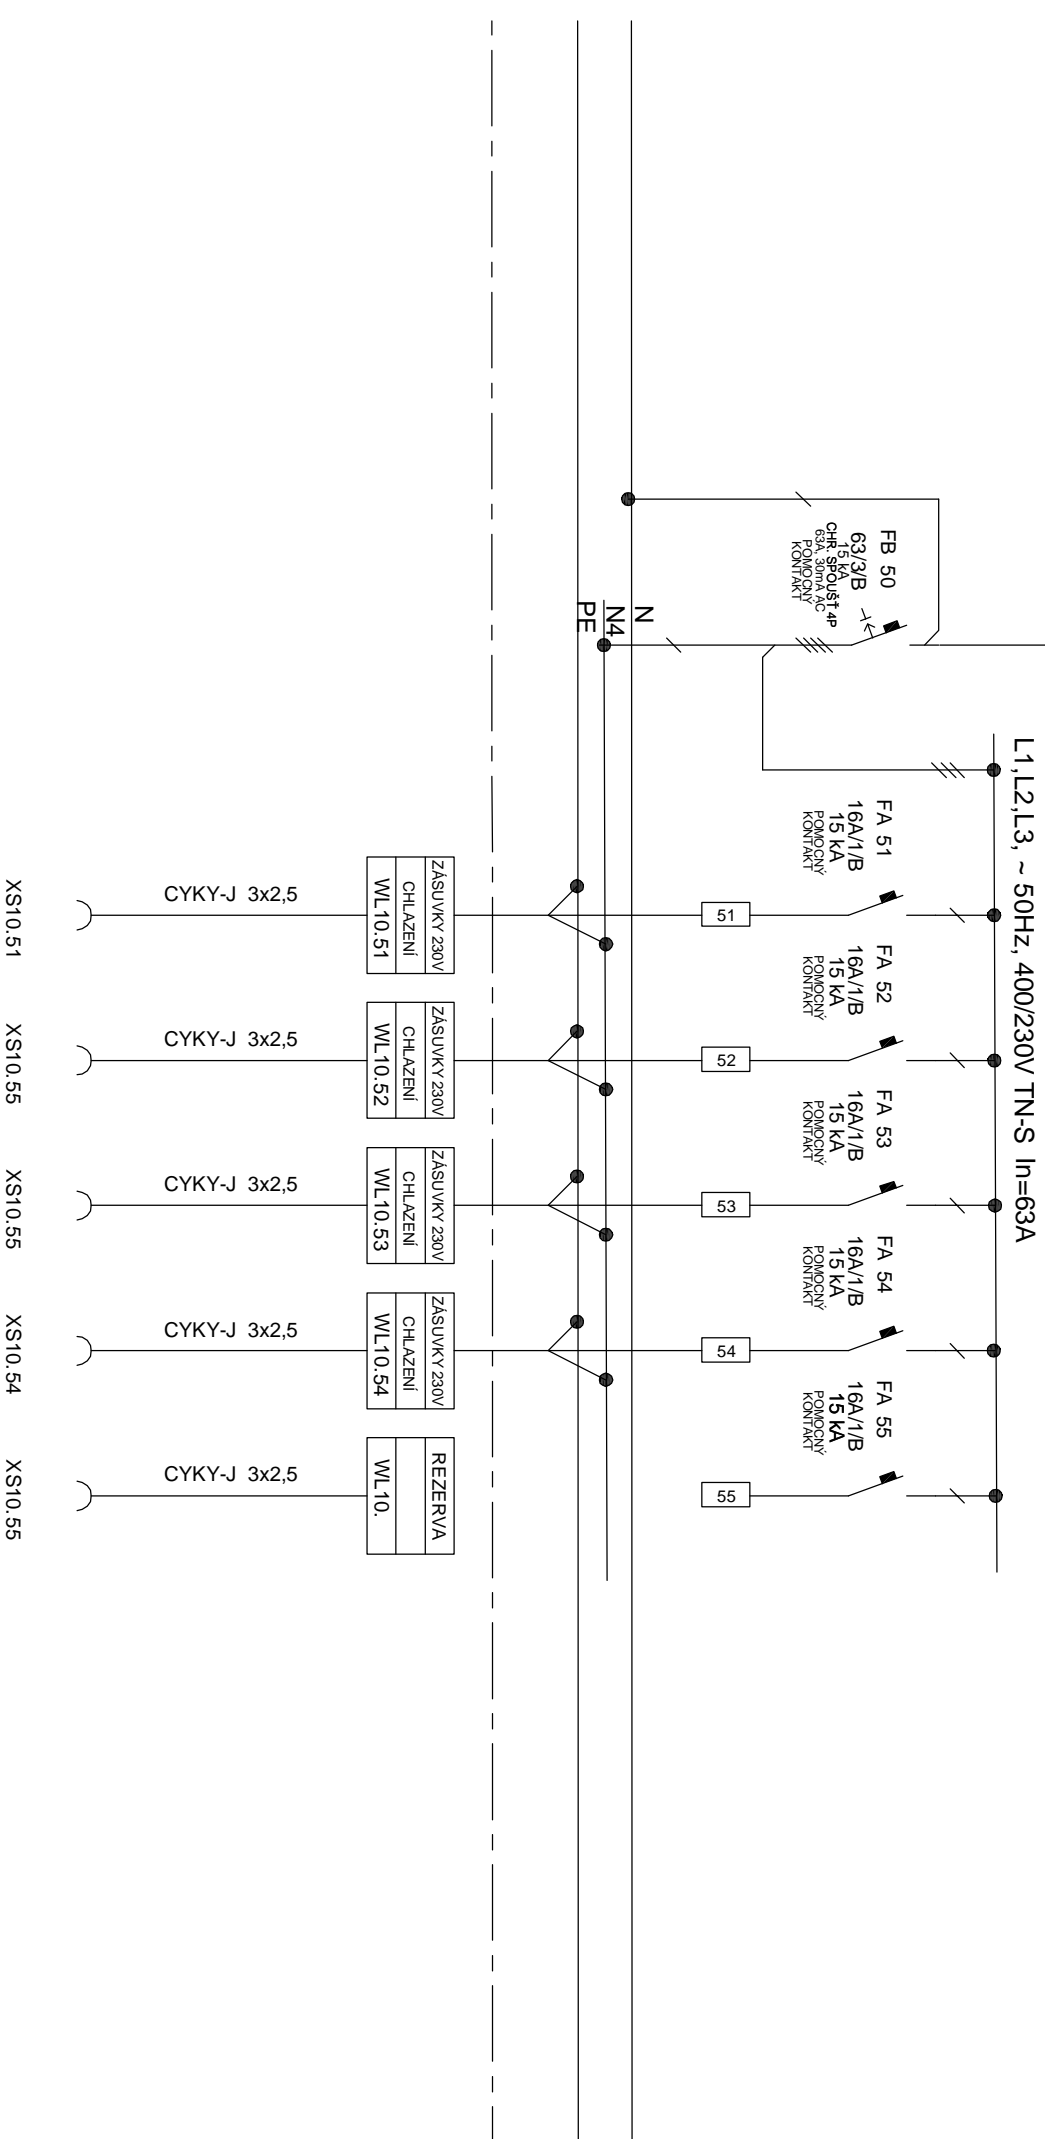 L1,L2,L3, ~ 50Hz, 400/230V TN-S In=63A
FB 50
63/3/B
15 kA
CHR. SPOUŠŤ 4P
63A, 30mA AC
POMOCNÝ
KONTAKT
FA 51
16A/1/B
15 kA
POMOCNÝ
KONTAKT
FA 52
16A/1/B
15 kA
POMOCNÝ
KONTAKT
FA 53
16A/1/B
15 kA
POMOCNÝ
KONTAKT
FA 54
16A/1/B
15 kA
POMOCNÝ
KONTAKT
FA 55
16A/1/B
15 kA
POMOCNÝ
KONTAKT
51
52
53
54
55
N
N4
PE
ZÁSUVKY 230V
CHLAZENÍ
WL10.51
ZÁSUVKY 230V
CHLAZENÍ
WL10.52
ZÁSUVKY 230V
CHLAZENÍ
WL10.53
ZÁSUVKY 230V
CHLAZENÍ
WL10.54
REZERVA
WL10.
CYKY-J 3x2,5
CYKY-J 3x2,5
CYKY-J 3x2,5
CYKY-J 3x2,5
CYKY-J 3x2,5
XS10.51
XS10.55
XS10.55
XS10.54
XS10.55